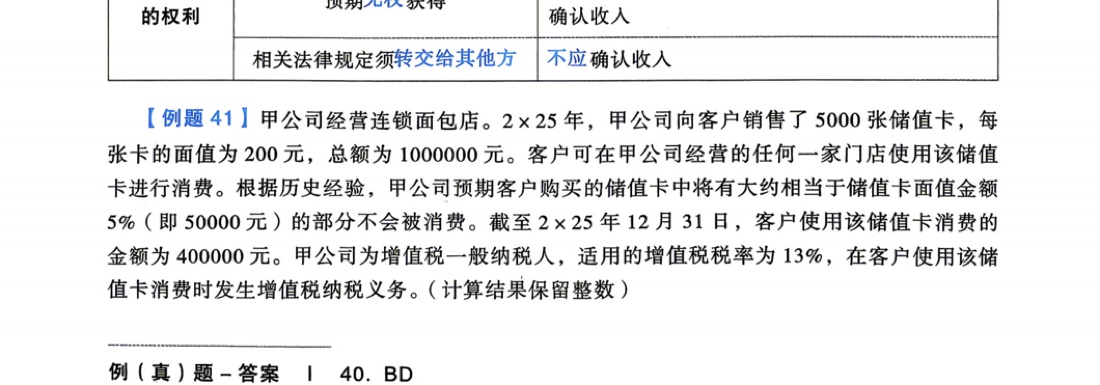 的权利
预期无权获得
确认收入
相关法律规定须转交给其他方
不应确认收入
【例题 41】甲公司经营连锁面包店。2×25 年，甲公司向客户销售了 5000 张储值卡，每
张卡的面值为 200 元，总额为 1000000 元。客户可在甲公司经营的任何一家门店使用该储值
卡进行消费。根据历史经验，甲公司预期客户购买的储值卡中将有大约相当于储值卡面值金额
5%（即 50000 元）的部分不会被消费。截至 2×25 年 12 月 31 日，客户使用该储值卡消费的
金额为 400000 元。甲公司为增值税一般纳税人，适用的增值税税率为 13%，在客户使用该储
值卡消费时发生增值税纳税义务。（计算结果保留整数）
例（真）题－答案 | 40. BD